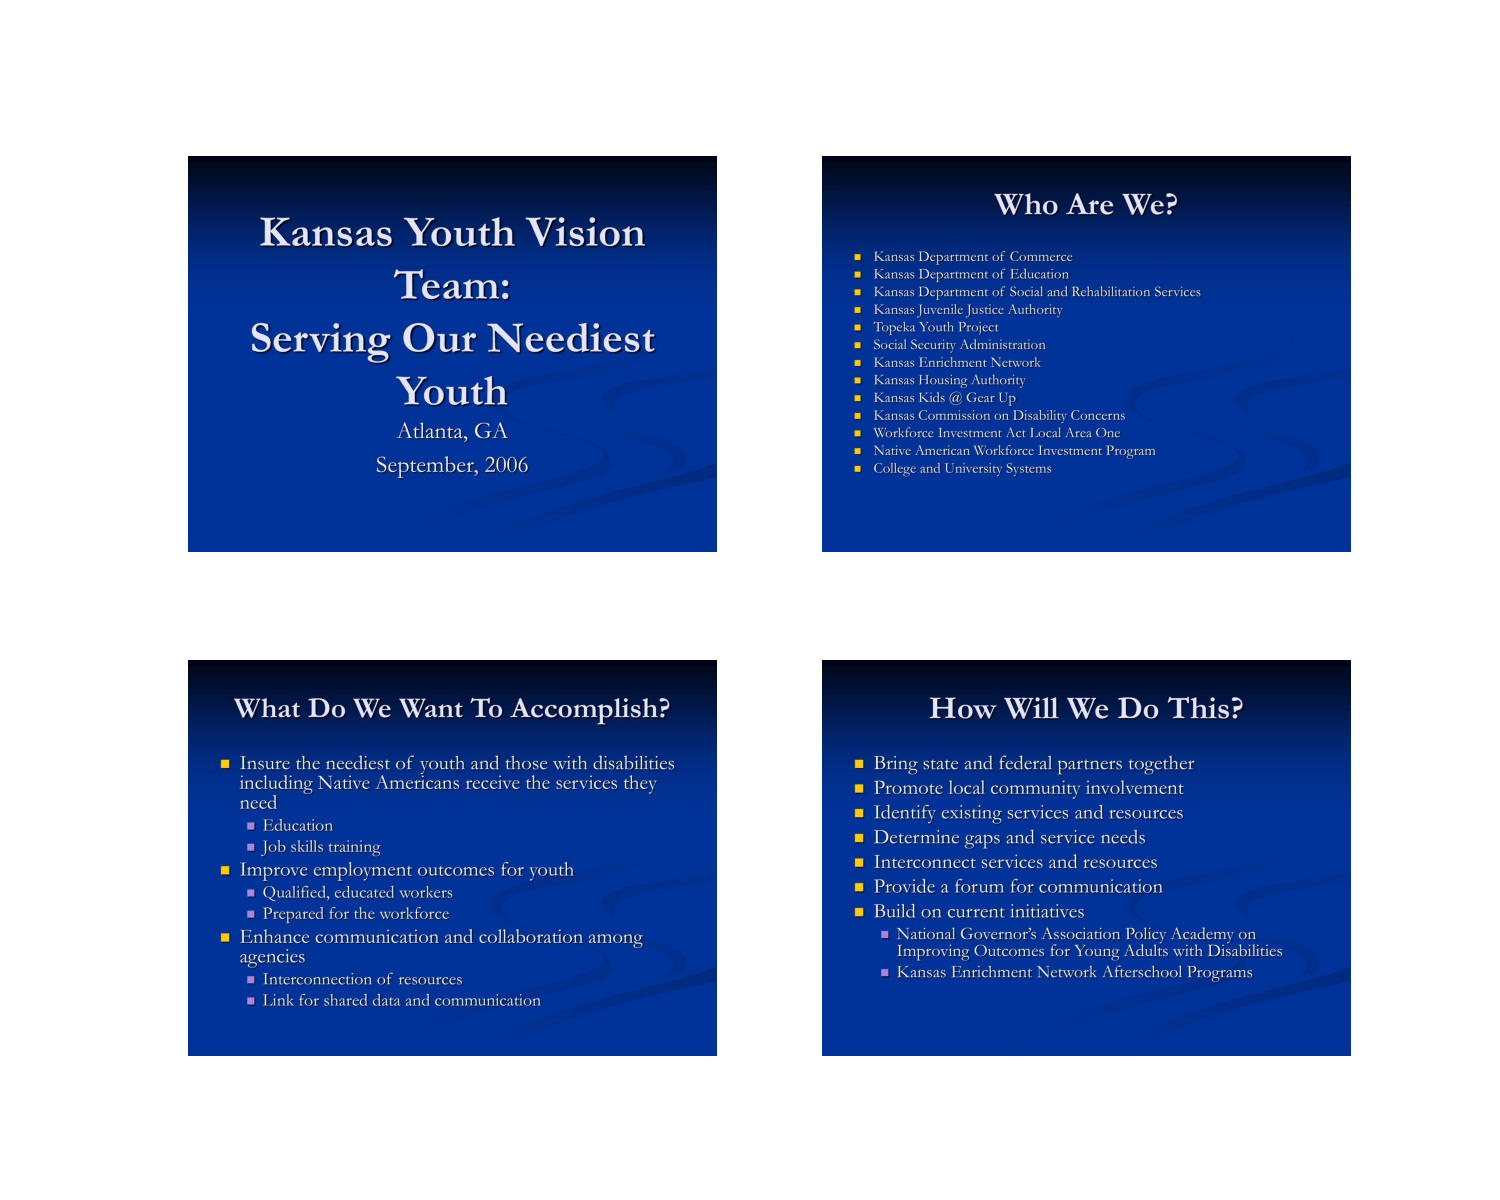 Kansas Youth Vision
Team:
Serving Our Neediest
Youth
Atlanta, GA
September, 2006
Who Are We?
Kansas Department of Commerce
Kansas Department of Education
Kansas Department of Social and Rehabilitation Services
Kansas Juvenile Justice Authority
Topeka Youth Project
Social Security Administration
Kansas Enrichment Network
Kansas Housing Authority
Kansas Kids @ Gear Up
Kansas Commission on Disability Concerns
Workforce Investment Act Local Area One
Native American Workforce Investment Program
College and University Systems
What Do We Want To Accomplish?
Insure the neediest of youth and those with disabilities
including Native Americans receive the services they
need
Education
Job skills training
Improve employment outcomes for youth
Qualified, educated workers
Prepared for the workforce
Enhance communication and collaboration among
agencies
Interconnection of resources
Link for shared data and communication
How Will We Do This?
Bring state and federal partners together
Promote local community involvement
Identify existing services and resources
Determine gaps and service needs
Interconnect services and resources
Provide a forum for communication
Build on current initiatives
National Governor's Association Policy Academy on
Improving Outcomes for Young Adults with Disabilities
Kansas Enrichment Network Afterschool Programs